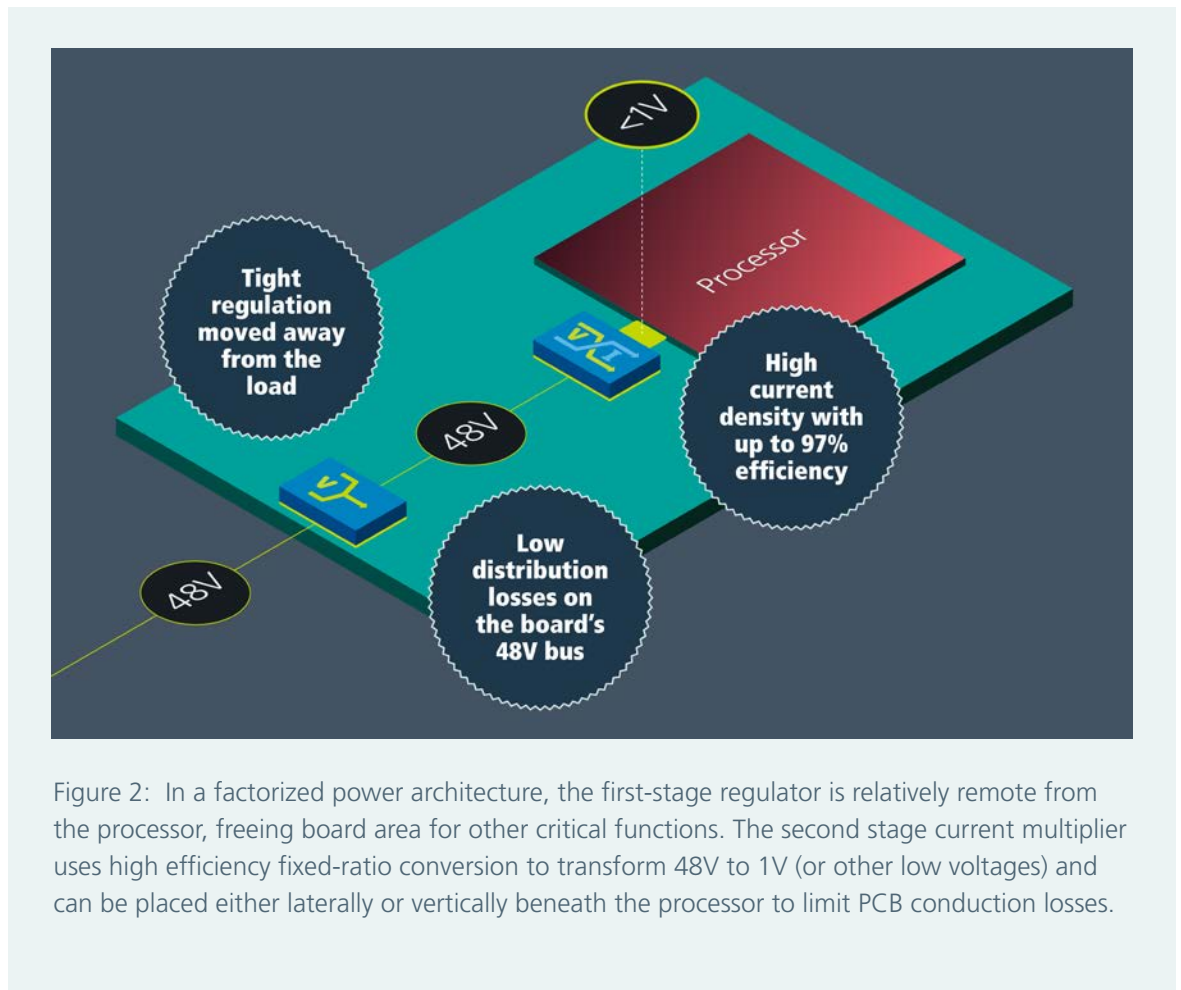 <1V
Processor
Tight
regulation
moved away
from the
load
V I
High
current
density with
up to 97%
efficiency
48V
V
Low
distribution
losses on
the board's
48V bus
48V
Figure 2: In a factorized power architecture, the first-stage regulator is relatively remote from
the processor, freeing board area for other critical functions. The second stage current multiplier
uses high efficiency fixed-ratio conversion to transform 48V to 1V (or other low voltages) and
can be placed either laterally or vertically beneath the processor to limit PCB conduction losses.